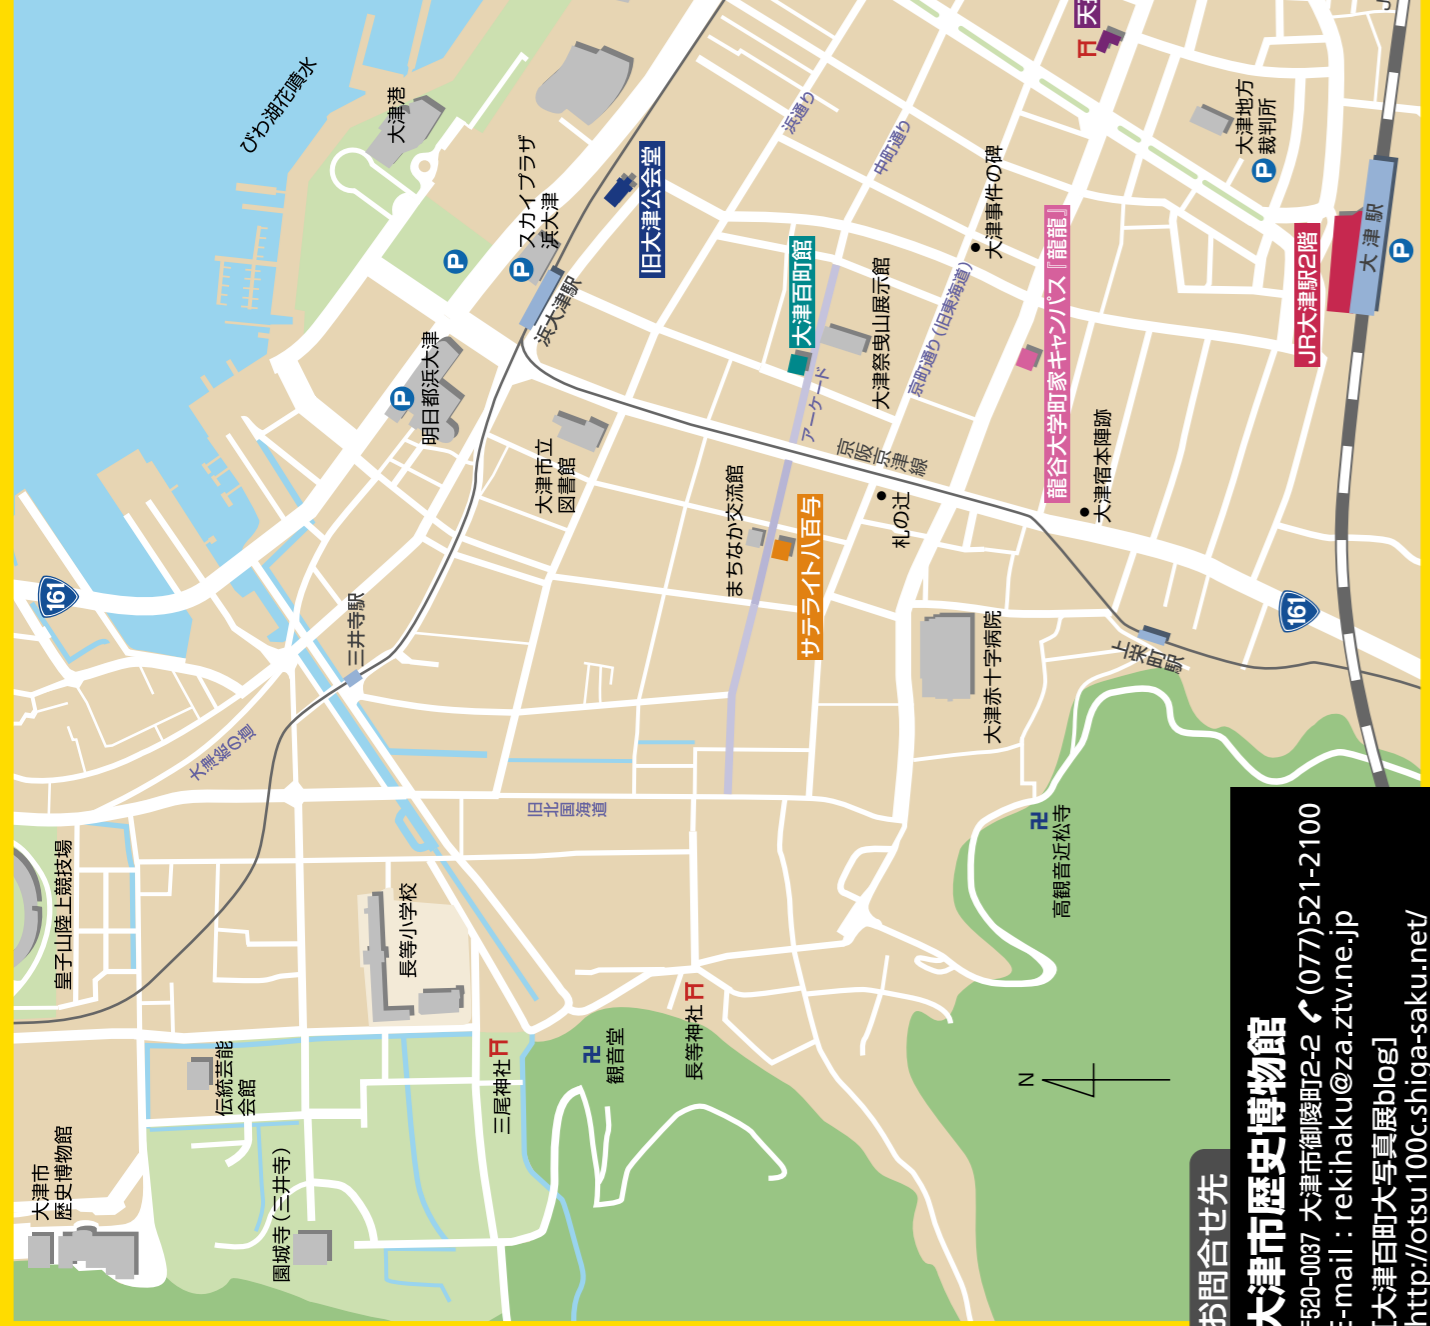 びわ湖花噴水
大津港
スカイプラザ
浜大津
旧大津公会堂
浜通り
中町通り
大津地方
裁判所
P
P
P
P
P
大津事件の碑
大津百町館
大津祭曳山展示館
京町通り(旧東海道)
龍谷大学町家キャンパス『龍龍』
JR大津駅2階
大津駅
浜大津駅
明日都浜大津
大津市立
図書館
アーケード
京阪京津線
まちなか交流館
サテライト八百与
札の辻
大津宿本陣跡
161
161
三井寺駅
大津赤十字病院
上栄町駅
大津絵の道
旧北国海道
皇子山陸上競技場
長等小学校
高観音近松寺
伝統芸能
会館
三尾神社
観音堂
長等神社
大津市
歴史博物館
園城寺(三井寺)
N
お問合せ先
大津市歴史博物館
〒520-0037 大津市御陵町2-2 (077)521-2100
E-mail : rekihaku@za.ztv.ne.jp
[大津百町大写真展blog]
http://otsu100c.shiga-saku.net/